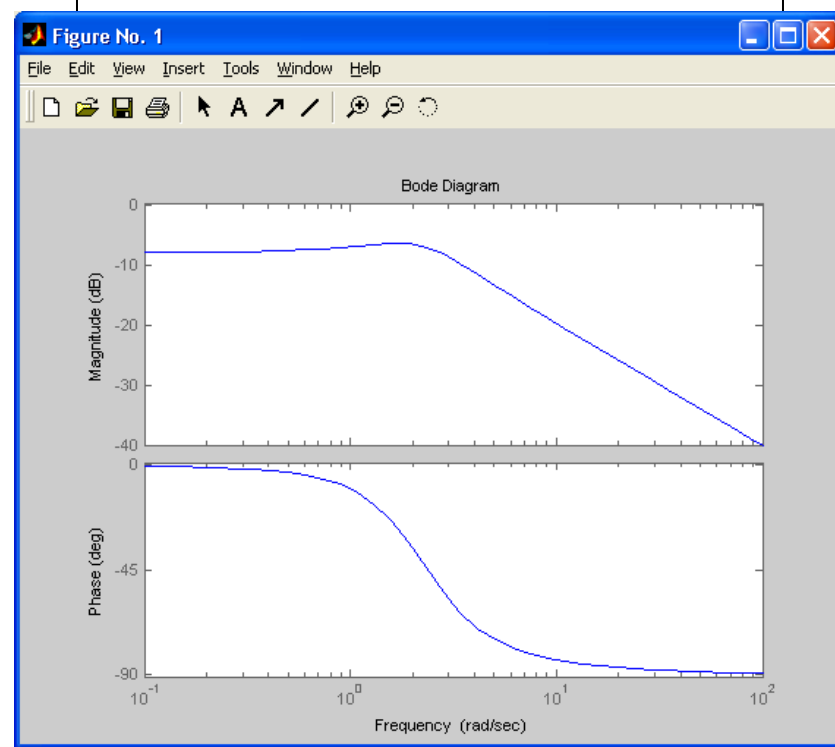 Figure No. 1
File Edit View Insert Tools Window Help
A
Bode Diagram
Magnitude (dB)
0
-10
-20
-30
-40
Phase (deg)
0
-45
-90
10^-1 10^0 10^1 10^2
Frequency (rad/sec)